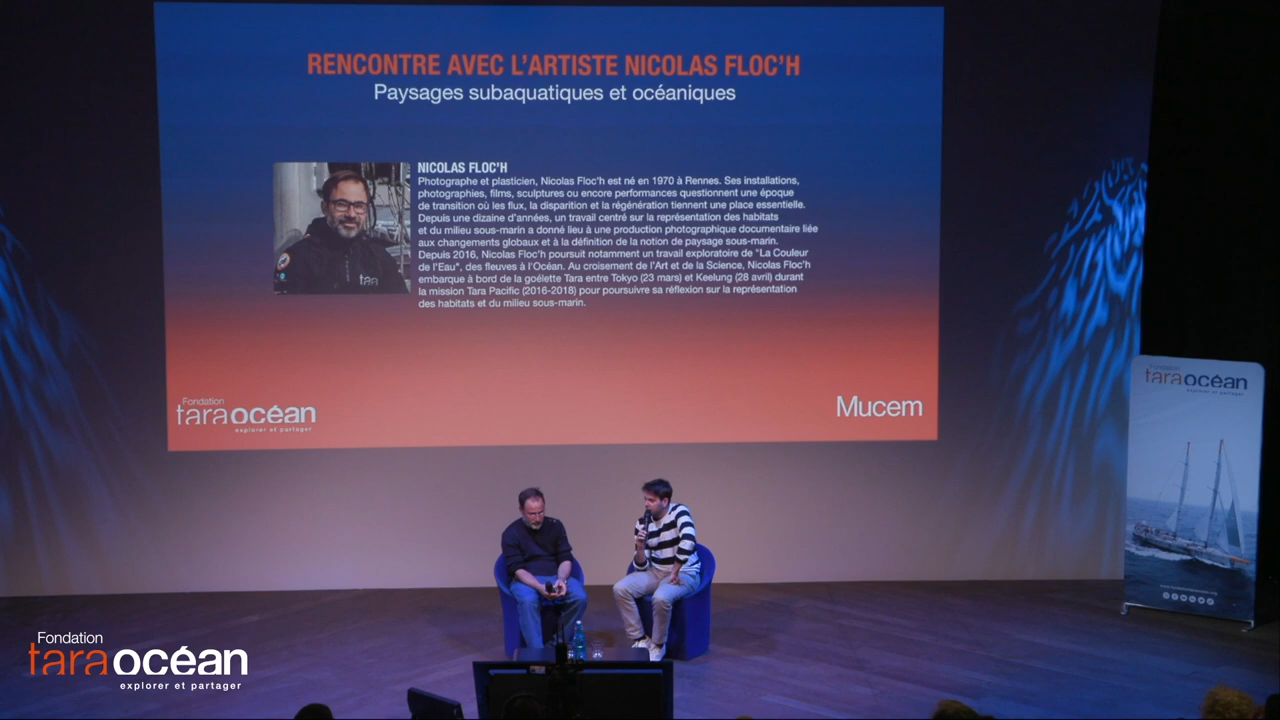 RENCONTRE AVEC L'ARTISTE NICOLAS FLOC'H
Paysages subaquatiques et océaniques
NICOLAS FLOC'H
Photographe et plasticien, Nicolas Floc'h est né en 1970 à Rennes. Ses installations,
photographies, films, sculptures ou encore performances questionnent une époque
de transition où les flux, la disparition et la régénération tiennent une place essentielle.
Depuis une dizaine d'années, un travail centré sur la représentation des habitats
et du milieu sous-marin a donné lieu à une production photographique documentaire liée
aux changements globaux et à la définition de la notion de paysage sous-marin.
Depuis 2016, Nicolas Floc'h poursuit notamment un travail exploratoire de "La Couleur
de l'Eau", des fleuves à l'Océan. Au croisement de l'Art et de la Science, Nicolas Floc'h
embarque à bord de la goélette Tara entre Tokyo (23 mars) et Keelung (28 avril) durant
la mission Tara Pacific (2016-2018) pour poursuivre sa réflexion sur la représentation
des habitats et du milieu sous-marin.
tara
Fondation
taraocéan
explorer et partager
Mucem
Fondation
taraocéan
explorer et partager
Fondation
taraocéan
explorer et partager